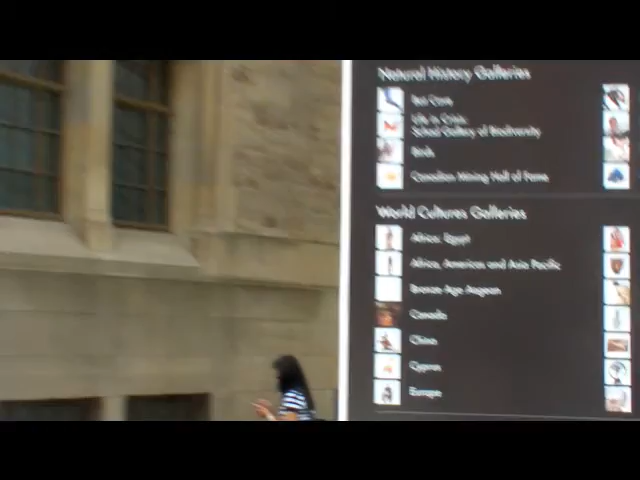 Natural History Galleries
Bat Cave
Life in Crisis:
Schad Gallery of Biodiversity
Birds
Canadian Mining Hall of Fame
World Cultures Galleries
Africa: Egypt
Africa, Americas and Asia Pacific
Bronze Age Aegean
Canada
China
Cyprus
Europe